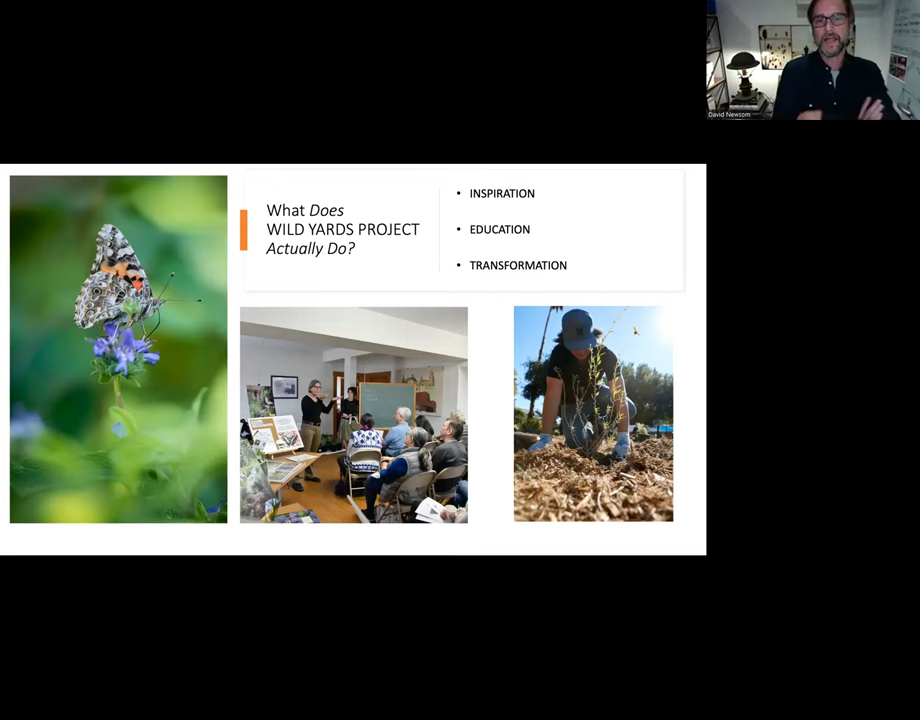 David Newsom
What Does
WILD YARDS PROJECT
Actually Do?
• INSPIRATION
• EDUCATION
• TRANSFORMATION